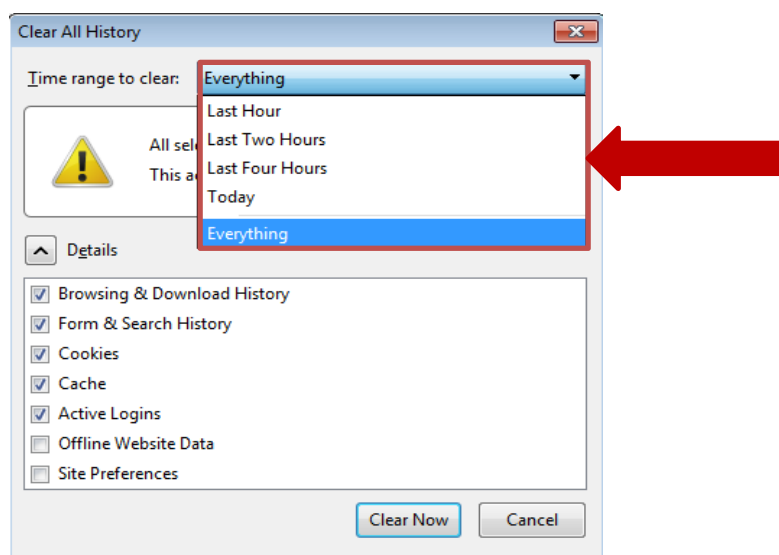 Clear All History
Time range to clear: Everything
Last Hour
All Last Two Hours
Last Four Hours
This
Today
Everything
Details
Browsing & Download History
Form & Search History
Cookies
Cache
Active Logins
Offline Website Data
Site Preferences
Clear Now Cancel